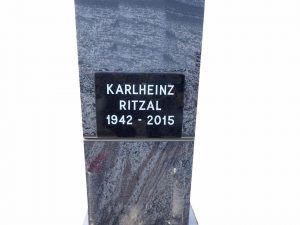 KARLHEINZ
RITZAL
1942 - 2015